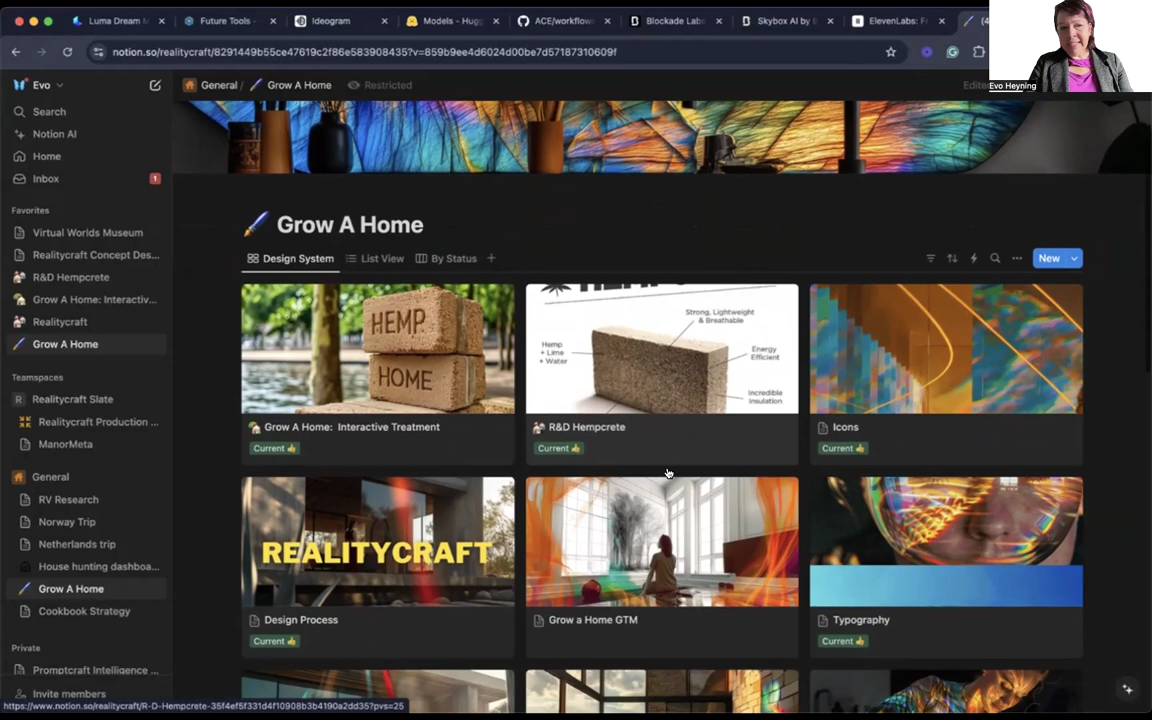 Luma Dream M
Future Tools -
Ideogram
Models - Hugg
ACE/workflow
Blockade Labs
Skybox AI by B
ElevenLabs: Fr
(4
notion.so/realitycraft/8291449b55ce47619c2f86e583908435?v=859b9ee4d6024d00be7d57187310609f
Evo Heyning
Evo
General / Grow A Home Restricted
Edite
Search
Notion AI
Home
Inbox 1
Favorites
Virtual Worlds Museum
Realitycraft Concept Des...
R&D Hempcrete
Grow A Home: Interactiv...
Realitycraft
Grow A Home
Teamspaces
R Realitycraft Slate
Realitycraft Production ...
ManorMeta
General
RV Research
Norway Trip
Netherlands trip
House hunting dashboa...
Grow A Home
Cookbook Strategy
Private
Promptcraft Intelligence ...
Invite members
Grow A Home
Design System List View By Status
New
HEMP
HOME
Grow A Home: Interactive Treatment
Current
Strong, Lightweight
& Breathable
Hemp
+ Lime
+ Water
Energy
Efficient
Incredible
Insulation
R&D Hempcrete
Current
Icons
Current
REALITYCRAFT
Design Process
Current
Grow a Home GTM
Typography
Current
https://www.notion.so/realitycraft/R-D-Hempcrete-35f4ef5f331d4f10908b3b4190a2dd35?pvs=25